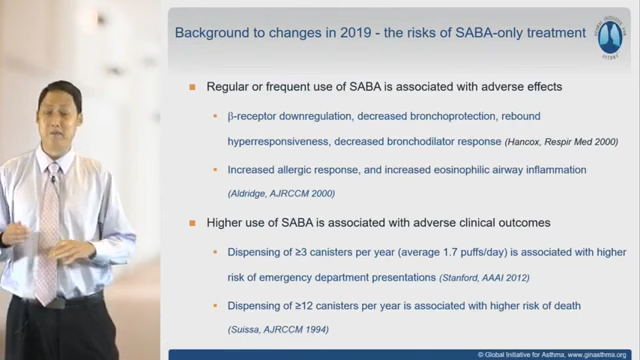 Background to changes in 2019 - the risks of SABA-only treatment
Regular or frequent use of SABA is associated with adverse effects
β-receptor downregulation, decreased bronchoprotection, rebound
hyperresponsiveness, decreased bronchodilator response (Hancox, Respir Med 2000)
Increased allergic response, and increased eosinophilic airway inflammation
(Aldridge, AJRCCM 2000)
Higher use of SABA is associated with adverse clinical outcomes
Dispensing of ≥3 canisters per year (average 1.7 puffs/day) is associated with higher
risk of emergency department presentations (Stanford, AAAI 2012)
Dispensing of ≥12 canisters per year is associated with higher risk of death
(Suissa, AJRCCM 1994)
© Global Initiative for Asthma, www.ginasthma.org